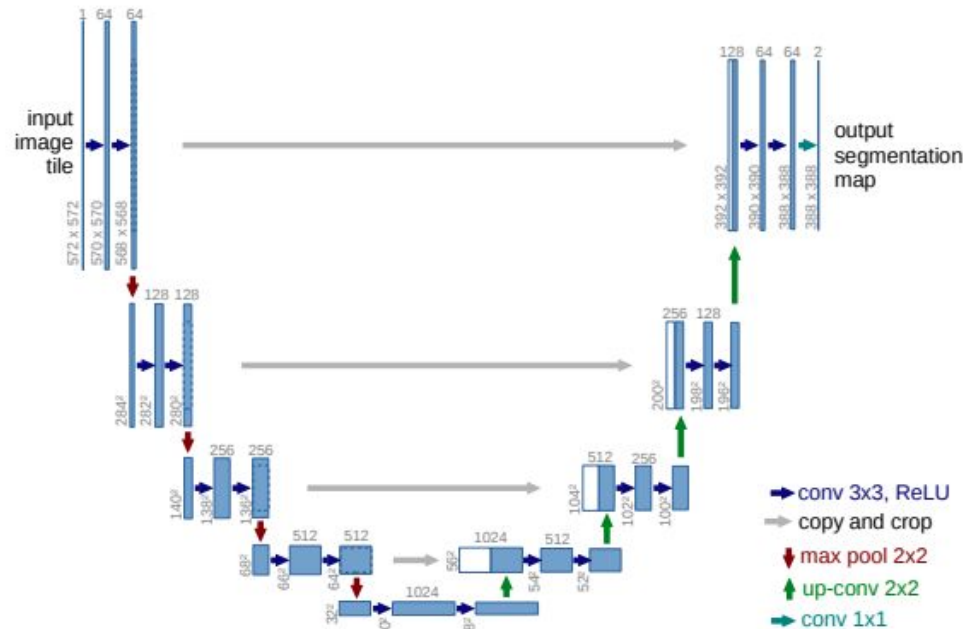 1 64 64
128 64 64 2
input
image
tile
output
segmentation
map
572 x 572
570 x 570
568 x 568
392 x 392
390 x 390
388 x 388
388 x 388
128 128
256 128
284²
282²
280²
200²
198²
196²
256 256
512 256
140²
138²
136²
104²
102²
100²
512 512
1024 512
68²
66²
64²
56²
54²
52²
1024
32²
conv 3x3, ReLU
copy and crop
max pool 2x2
up-conv 2x2
conv 1x1